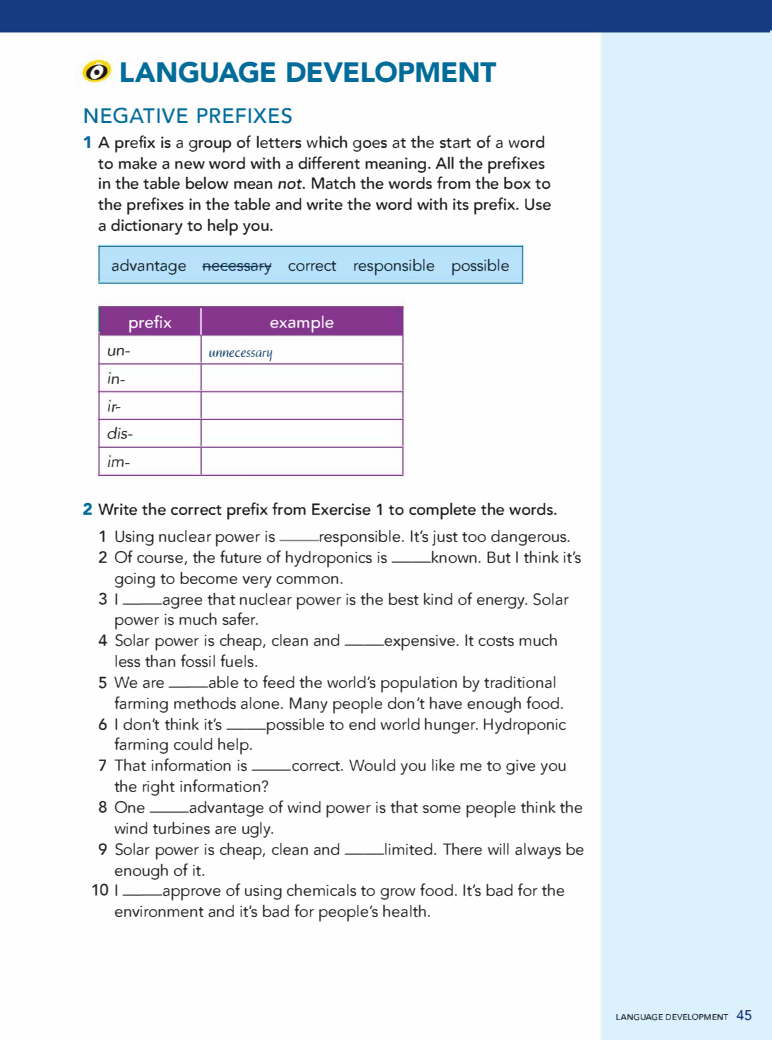 LANGUAGE DEVELOPMENT
NEGATIVE PREFIXES
1 A prefix is a group of letters which goes at the start of a word
to make a new word with a different meaning. All the prefixes
in the table below mean not. Match the words from the box to
the prefixes in the table and write the word with its prefix. Use
a dictionary to help you.
advantage necessary correct responsible possible
prefix example
un- unnecessary
in-
ir-
dis-
im-
2 Write the correct prefix from Exercise 1 to complete the words.
1 Using nuclear power is _____responsible. It's just too dangerous.
2 Of course, the future of hydroponics is _____known. But I think it's
going to become very common.
3 I _____agree that nuclear power is the best kind of energy. Solar
power is much safer.
4 Solar power is cheap, clean and _____expensive. It costs much
less than fossil fuels.
5 We are _____able to feed the world's population by traditional
farming methods alone. Many people don't have enough food.
6 I don't think it's _____possible to end world hunger. Hydroponic
farming could help.
7 That information is _____correct. Would you like me to give you
the right information?
8 One _____advantage of wind power is that some people think the
wind turbines are ugly.
9 Solar power is cheap, clean and _____limited. There will always be
enough of it.
10 I _____approve of using chemicals to grow food. It's bad for the
environment and it's bad for people's health.
LANGUAGE DEVELOPMENT 45